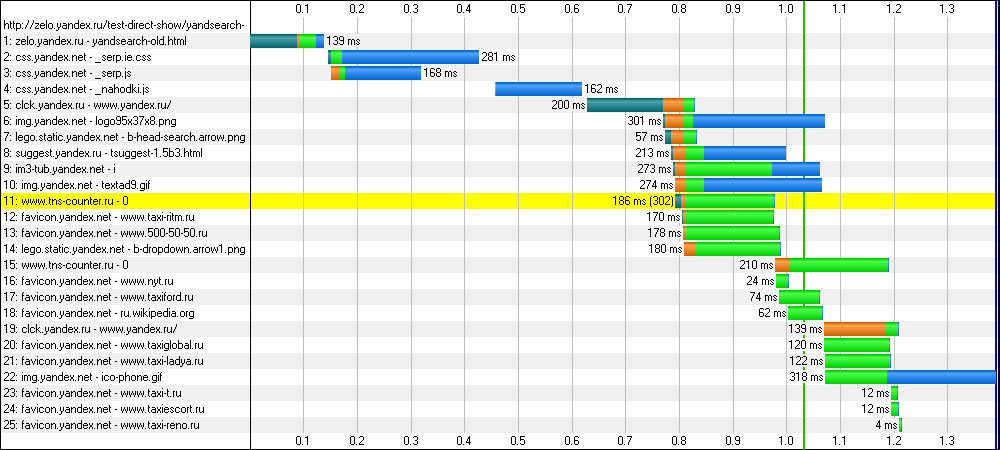 0.1 0.2 0.3 0.4 0.5 0.6 0.7 0.8 0.9 1.0 1.1 1.2 1.3
http://zelo.yandex.ru/test-direct-show/yandsearch-
1: zelo.yandex.ru - yandsearch-old.html 139 ms
2: css.yandex.net - _serp.ie.css 281 ms
3: css.yandex.net - _serp.js 168 ms
4: css.yandex.net - _nahodki.js 162 ms
5: clck.yandex.ru - www.yandex.ru/ 200 ms
6: img.yandex.net - logo95x37x8.png 301 ms
7: lego.static.yandex.net - b-head-search.arrow.png 57 ms
8: suggest.yandex.ru - tsuggest-1.5b3.html 213 ms
9: im3-tub.yandex.net - i 273 ms
10: img.yandex.net - textad9.gif 274 ms
11: www.tns-counter.ru - 0 186 ms (302)
12: favicon.yandex.net - www.taxi-ritm.ru 170 ms
13: favicon.yandex.net - www.500-50-50.ru 178 ms
14: lego.static.yandex.net - b-dropdown.arrow1.png 180 ms
15: www.tns-counter.ru - 0 210 ms
16: favicon.yandex.net - www.nyt.ru 24 ms
17: favicon.yandex.net - www.taxiford.ru 74 ms
18: favicon.yandex.net - ru.wikipedia.org 62 ms
19: clck.yandex.ru - www.yandex.ru/ 139 ms
20: favicon.yandex.net - www.taxiglobal.ru 120 ms
21: favicon.yandex.net - www.taxi-ladya.ru 122 ms
22: img.yandex.net - ico-phone.gif 318 ms
23: favicon.yandex.net - www.taxi-t.ru 12 ms
24: favicon.yandex.net - www.taxiescort.ru 12 ms
25: favicon.yandex.net - www.taxi-reno.ru 4 ms
0.1 0.2 0.3 0.4 0.5 0.6 0.7 0.8 0.9 1.0 1.1 1.2 1.3